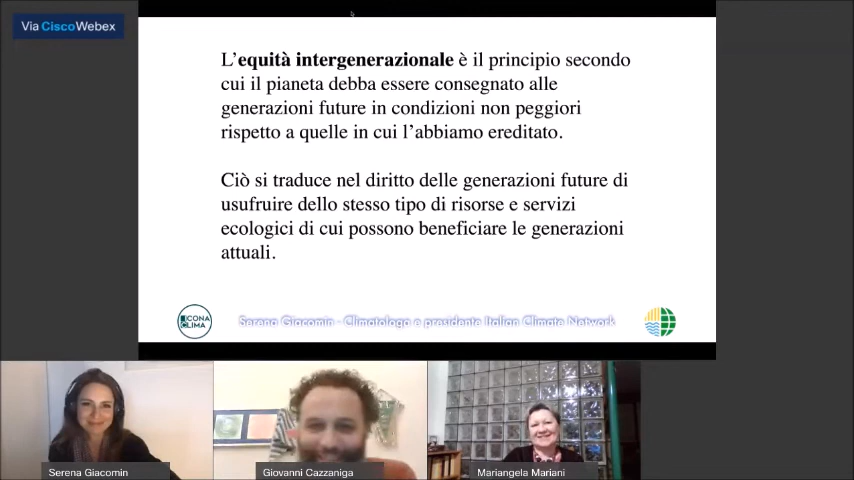 Via Cisco Webex
L'equità intergenerazionale è il principio secondo
cui il pianeta debba essere consegnato alle
generazioni future in condizioni non peggiori
rispetto a quelle in cui l'abbiamo ereditato.
Ciò si traduce nel diritto delle generazioni future di
usufruire dello stesso tipo di risorse e servizi
ecologici di cui possono beneficiare le generazioni
attuali.
Serena Giacomin - Climatologa e presidente Italian Climate Network
Serena Giacomin
Giovanni Cazzaniga
Mariangela Mariani